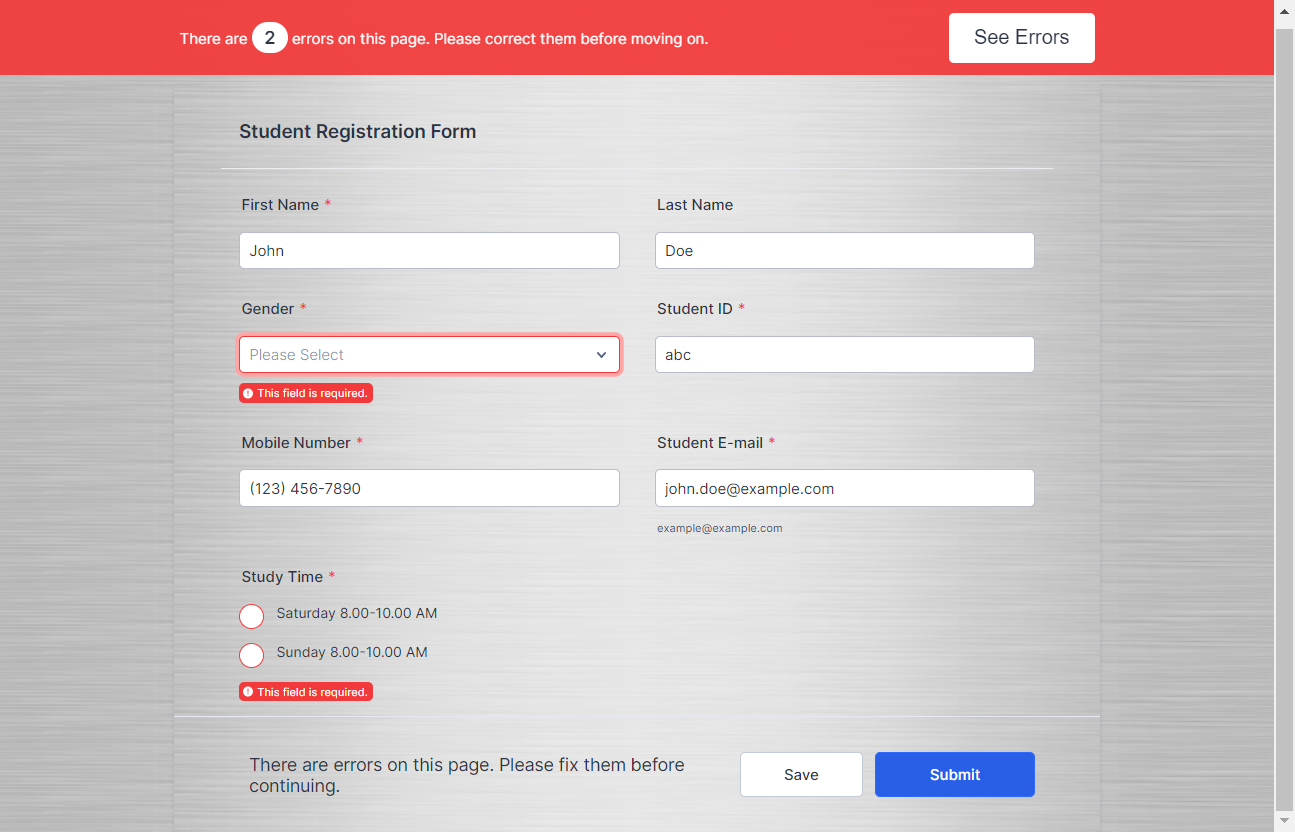 There are 2 errors on this page. Please correct them before moving on.
See Errors
Student Registration Form
First Name *
Last Name
John
Doe
Gender *
Student ID *
Please Select
abc
This field is required.
Mobile Number *
Student E-mail *
(123) 456-7890
john.doe@example.com
example@example.com
Study Time *
Saturday 8.00-10.00 AM
Sunday 8.00-10.00 AM
This field is required.
There are errors on this page. Please fix them before
continuing.
Save
Submit